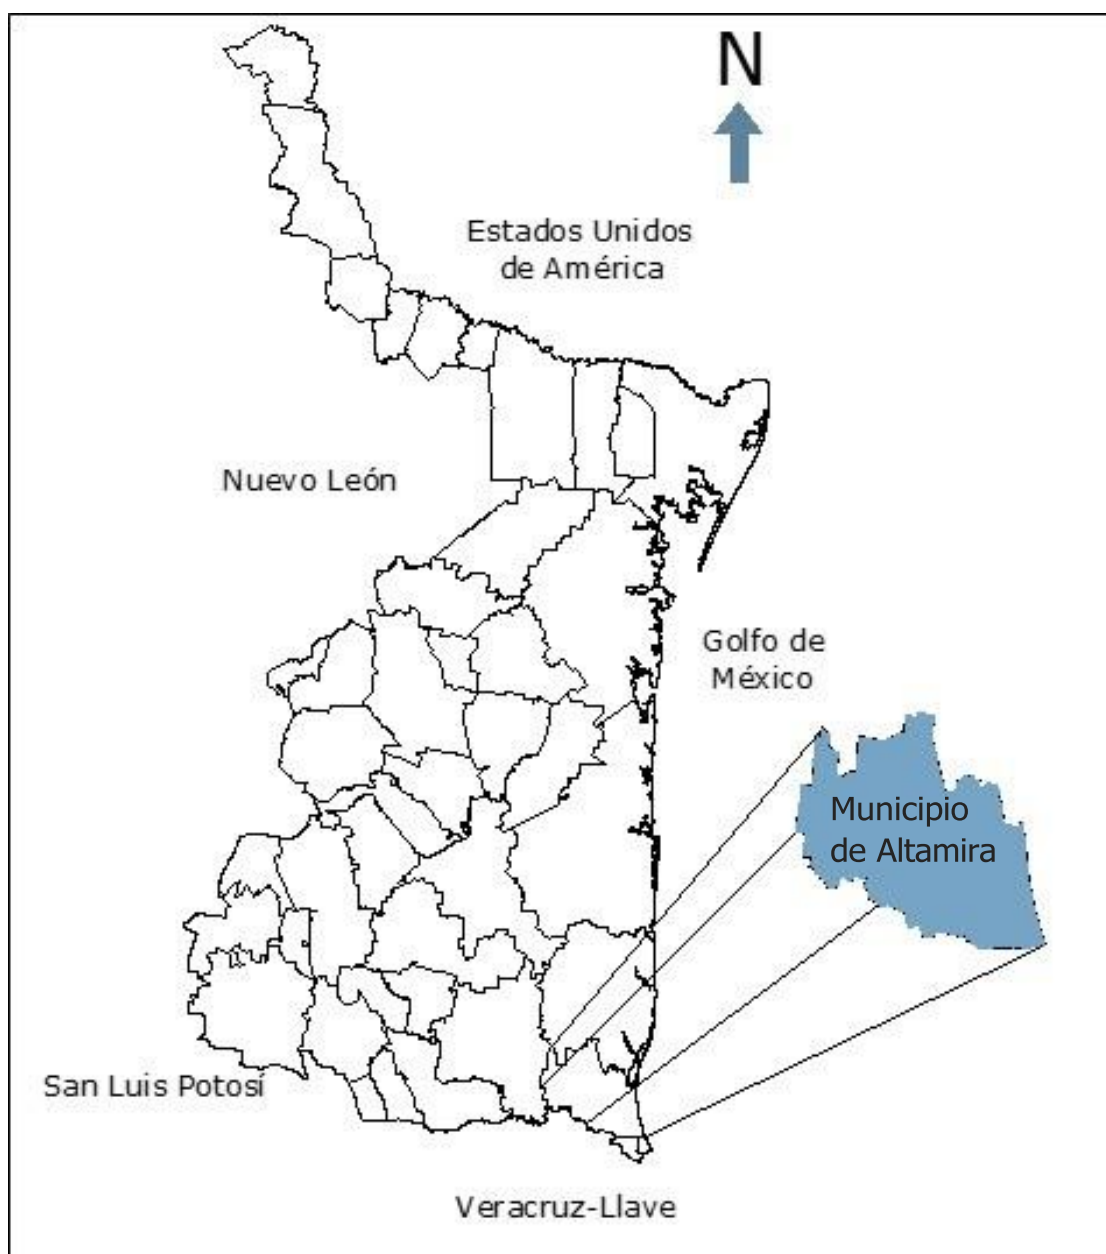 N
Estados Unidos
de América
Nuevo León
Golfo de
México
Municipio
de Altamira
San Luis Potosí
Veracruz-Llave